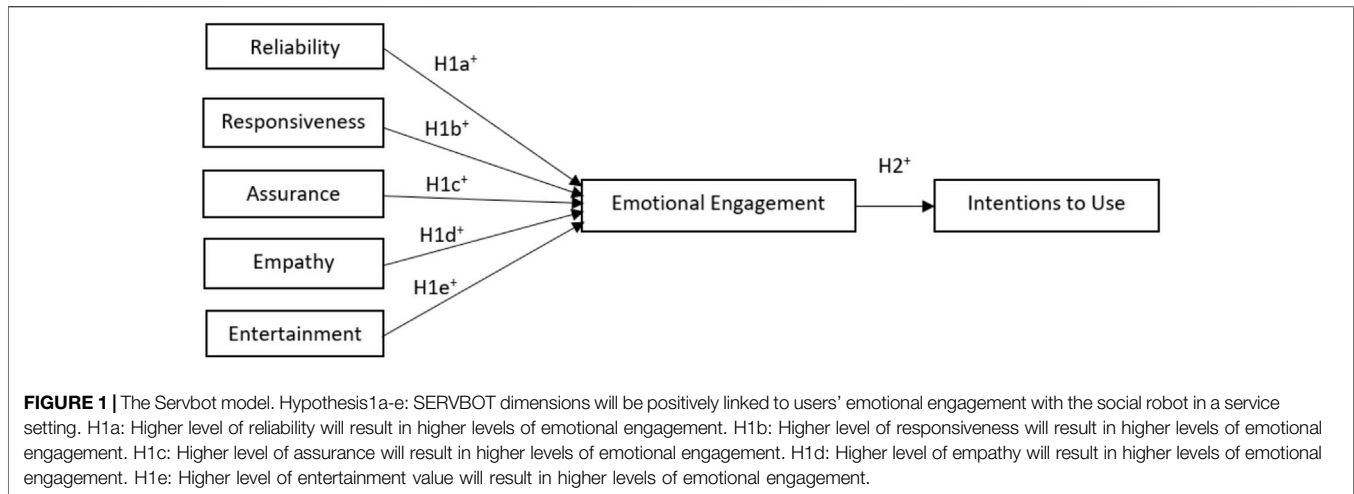 Reliability
H1a⁺
Responsiveness
H1b⁺
Assurance
H1c⁺
Empathy
H1d⁺
Entertainment
H1e⁺
Emotional Engagement
H2⁺
Intentions to Use
FIGURE 1 | The Servbot model. Hypothesis1a-e: SERVBOT dimensions will be positively linked to users’ emotional engagement with the social robot in a service
setting. H1a: Higher level of reliability will result in higher levels of emotional engagement. H1b: Higher level of responsiveness will result in higher levels of emotional
engagement. H1c: Higher level of assurance will result in higher levels of emotional engagement. H1d: Higher level of empathy will result in higher levels of emotional
engagement. H1e: Higher level of entertainment value will result in higher levels of emotional engagement.